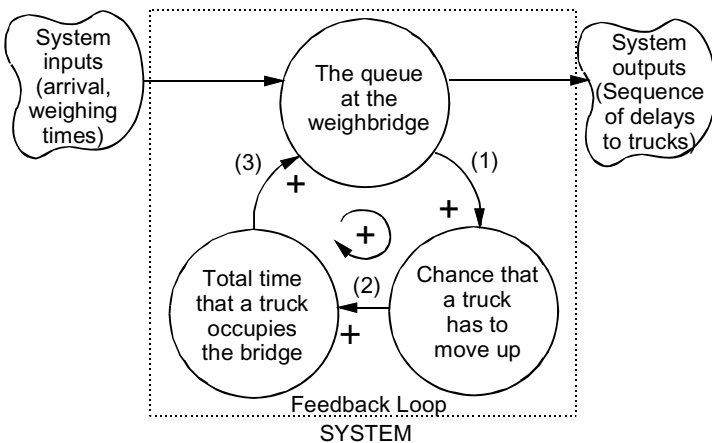 System
inputs
(arrival,
weighing
times)
The queue
at the
weighbridge
System
outputs
(Sequence
of delays
to trucks)
(3)
(1)
+
+
+
Total time
that a truck
occupies
the bridge
(2)
+
Chance that
a truck
has to
move up
Feedback Loop
SYSTEM